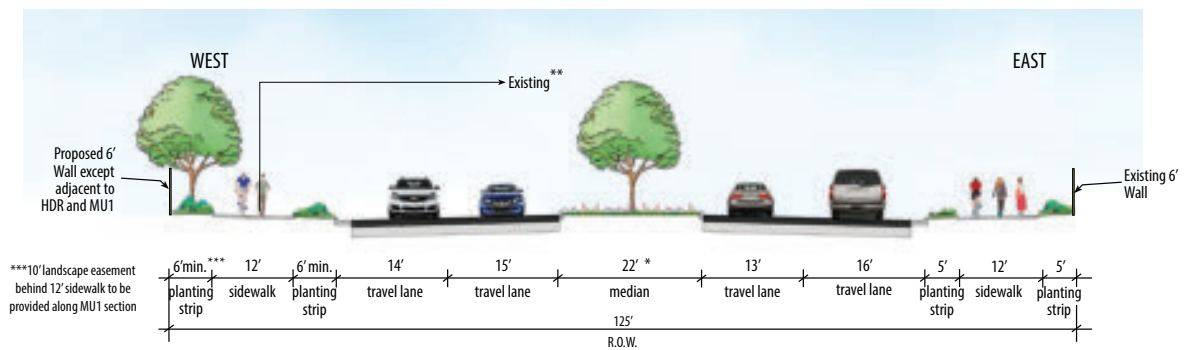 WEST
EAST
Existing**
Proposed 6'
Wall except
adjacent to
HDR and MU1
Existing 6'
Wall
***10' landscape easement
behind 12' sidewalk to be
provided along MU1 section
6'min.***
planting
strip
12'
sidewalk
6' min.
planting
strip
14'
travel lane
15'
travel lane
22' *
median
13'
travel lane
16'
travel lane
5'
planting
strip
12'
sidewalk
5'
planting
strip
125'
R.O.W.